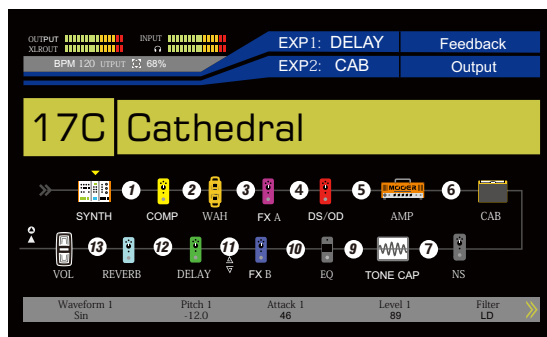 OUTPUT INPUT
XLROUT
EXP1: DELAY Feedback
BPM 120 UTPUT 68%
EXP2: CAB Output
17C Cathedral
1 2 3 4 5 6
MOOER
SYNTH COMP WAH FX A DS/OD AMP CAB
13 12 11 10 9 7
VOL REVERB DELAY FX B EQ TONE CAP NS
Waveform 1 Pitch 1 Attack 1 Level 1 Filter
Sin -12.0 46 89 LD